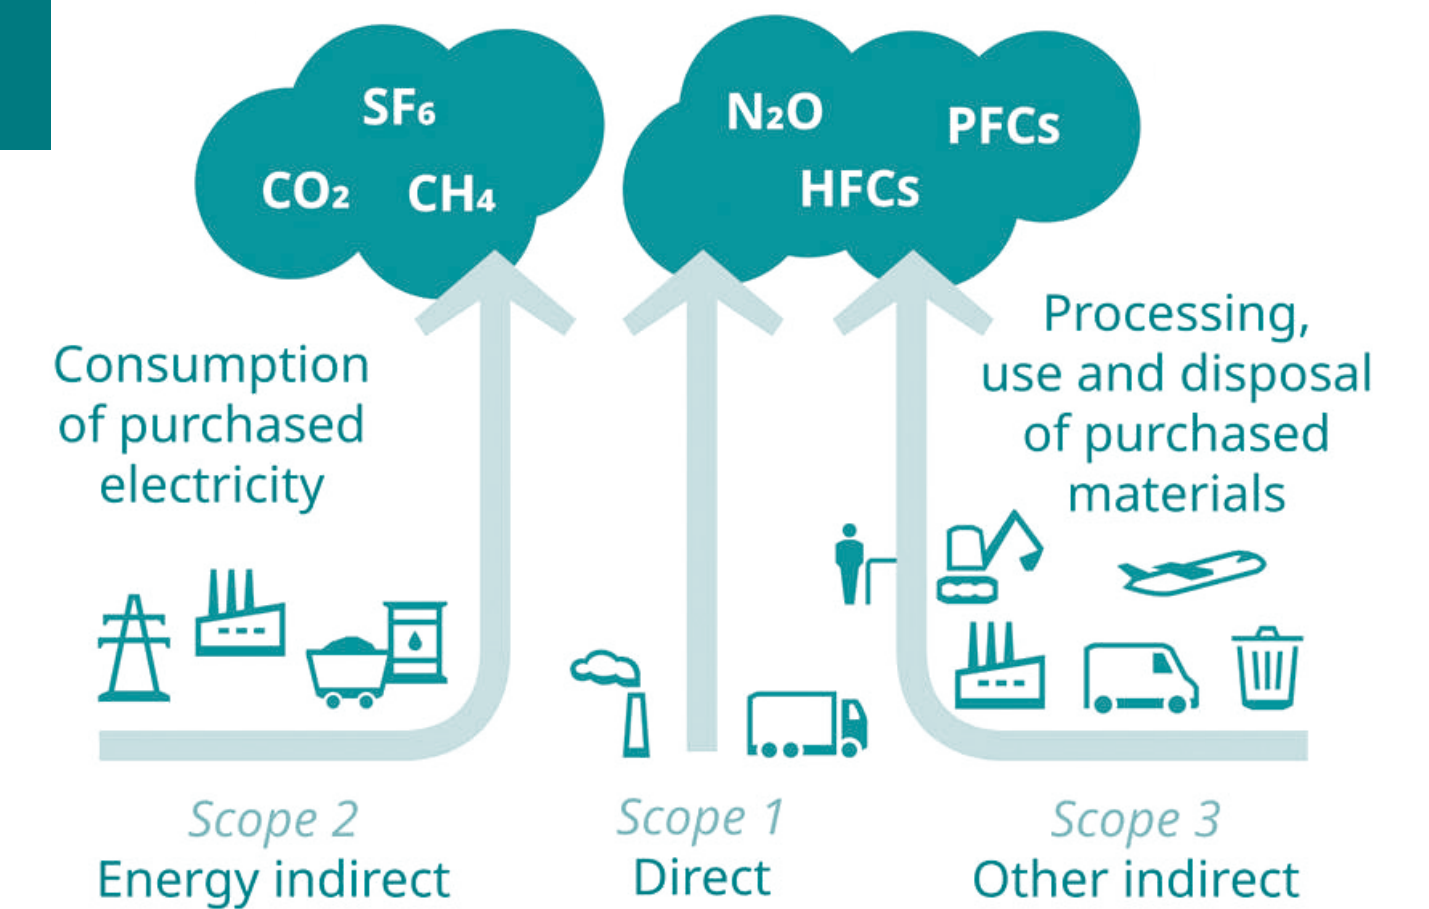 SF₆
CO₂ CH₄
N₂O
PFCs
HFCs
Consumption
of purchased
electricity
Processing,
use and disposal
of purchased
materials
Scope 2
Energy indirect
Scope 1
Direct
Scope 3
Other indirect